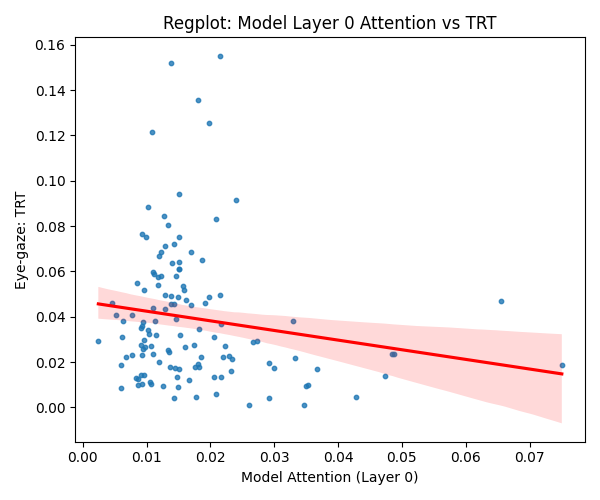 Regplot: Model Layer 0 Attention vs TRT
0.16
0.14
0.12
0.10
0.08
0.06
0.04
0.02
0.00
Eye-gaze: TRT
0.00 0.01 0.02 0.03 0.04 0.05 0.06 0.07
Model Attention (Layer 0)